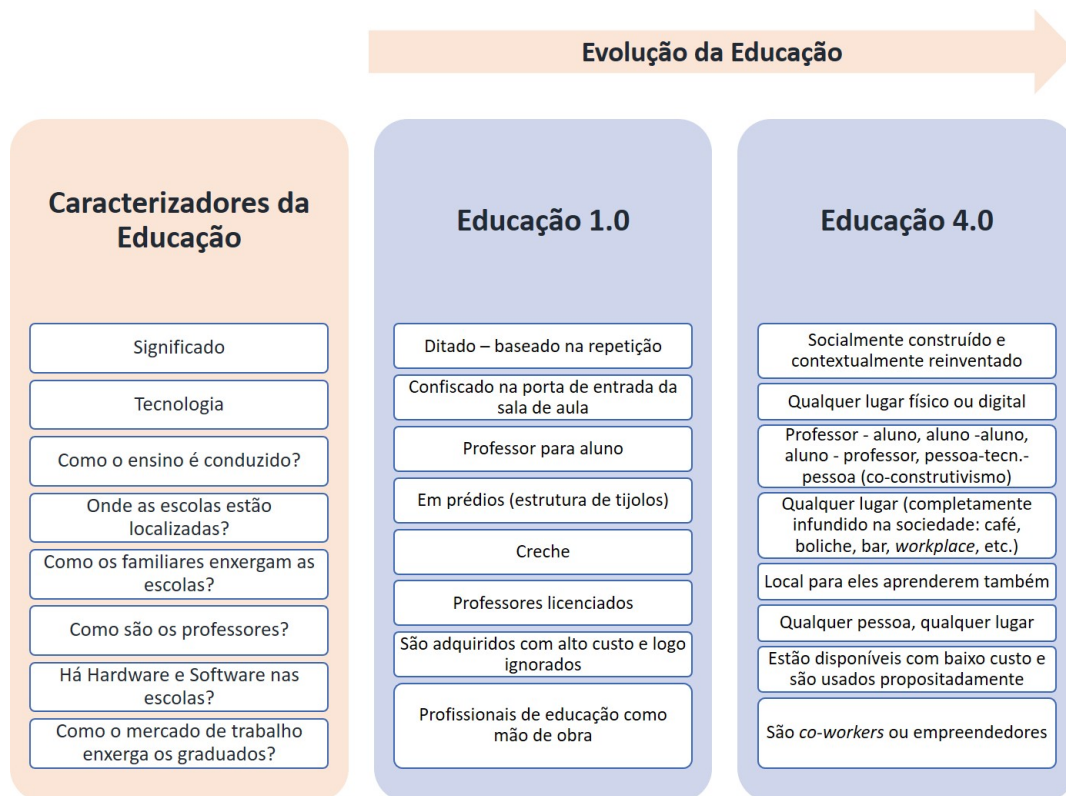 Evolução da Educação
Caracterizadores da
Educação
Significado
Tecnologia
Como o ensino é conduzido?
Onde as escolas estão
localizadas?
Como os familiares enxergam as
escolas?
Como são os professores?
Há Hardware e Software nas
escolas?
Como o mercado de trabalho
enxerga os graduados?
Educação 1.0
Ditado – baseado na repetição
Confiscado na porta de entrada da
sala de aula
Professor para aluno
Em prédios (estrutura de tijolos)
Creche
Professores licenciados
São adquiridos com alto custo e logo
ignorados
Profissionais de educação como
mão de obra
Educação 4.0
Socialmente construído e
contextualmente reinventado
Qualquer lugar físico ou digital
Professor - aluno, aluno -aluno,
aluno - professor, pessoa-tecn.-
pessoa (co-construtivismo)
Qualquer lugar (completamente
infundido na sociedade: café,
boliche, bar, workplace, etc.)
Local para eles aprenderem também
Qualquer pessoa, qualquer lugar
Estão disponíveis com baixo custo e
são usados propositadamente
São co-workers ou empreendedores